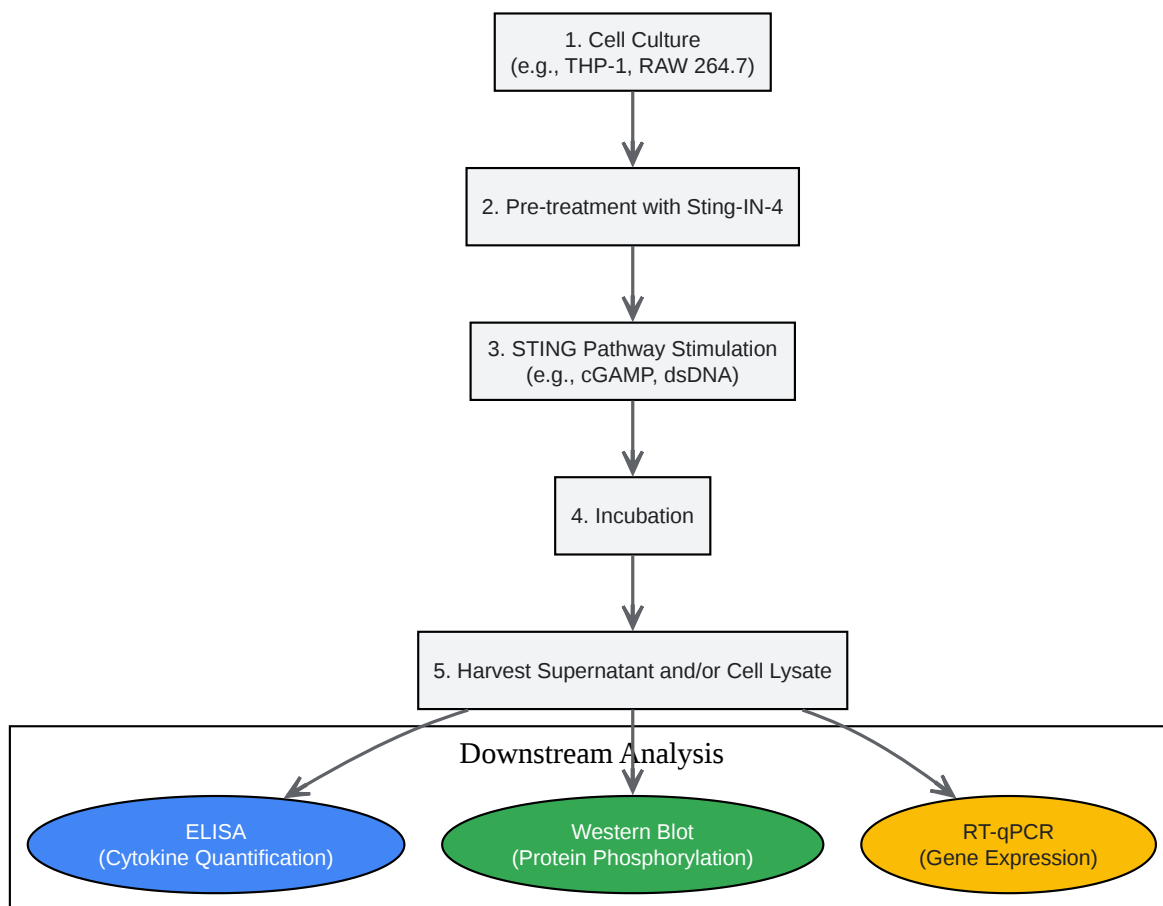 1. Cell Culture
(e.g., THP-1, RAW 264.7)
2. Pre-treatment with Sting-IN-4
3. STING Pathway Stimulation
(e.g., cGAMP, dsDNA)
4. Incubation
5. Harvest Supernatant and/or Cell Lysate
Downstream Analysis
ELISA
(Cytokine Quantification)
Western Blot
(Protein Phosphorylation)
RT-qPCR
(Gene Expression)